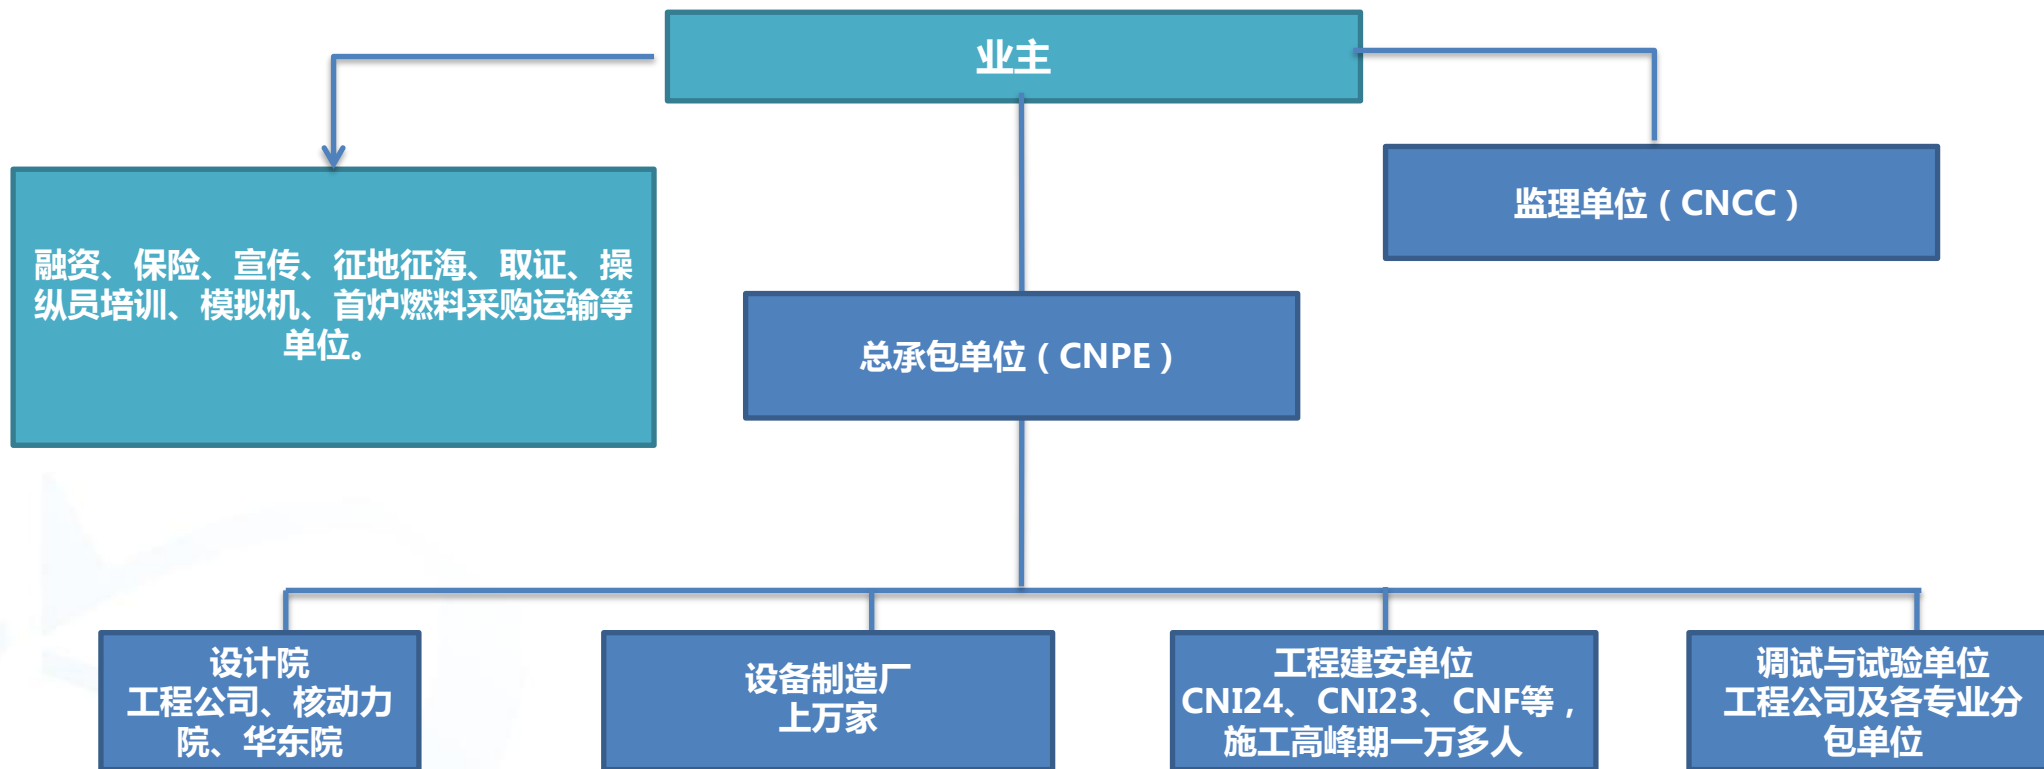 业主
监理单位（CNCC）
融资、保险、宣传、征地征海、取证、操
纵员培训、模拟机、首炉燃料采购运输等
单位。
总承包单位（CNPE）
设计院
工程公司、核动力
院、华东院
设备制造厂
上万家
工程建安单位
CNI24、CNI23、CNF等，
施工高峰期一万多人
调试与试验单位
工程公司及各专业分
包单位